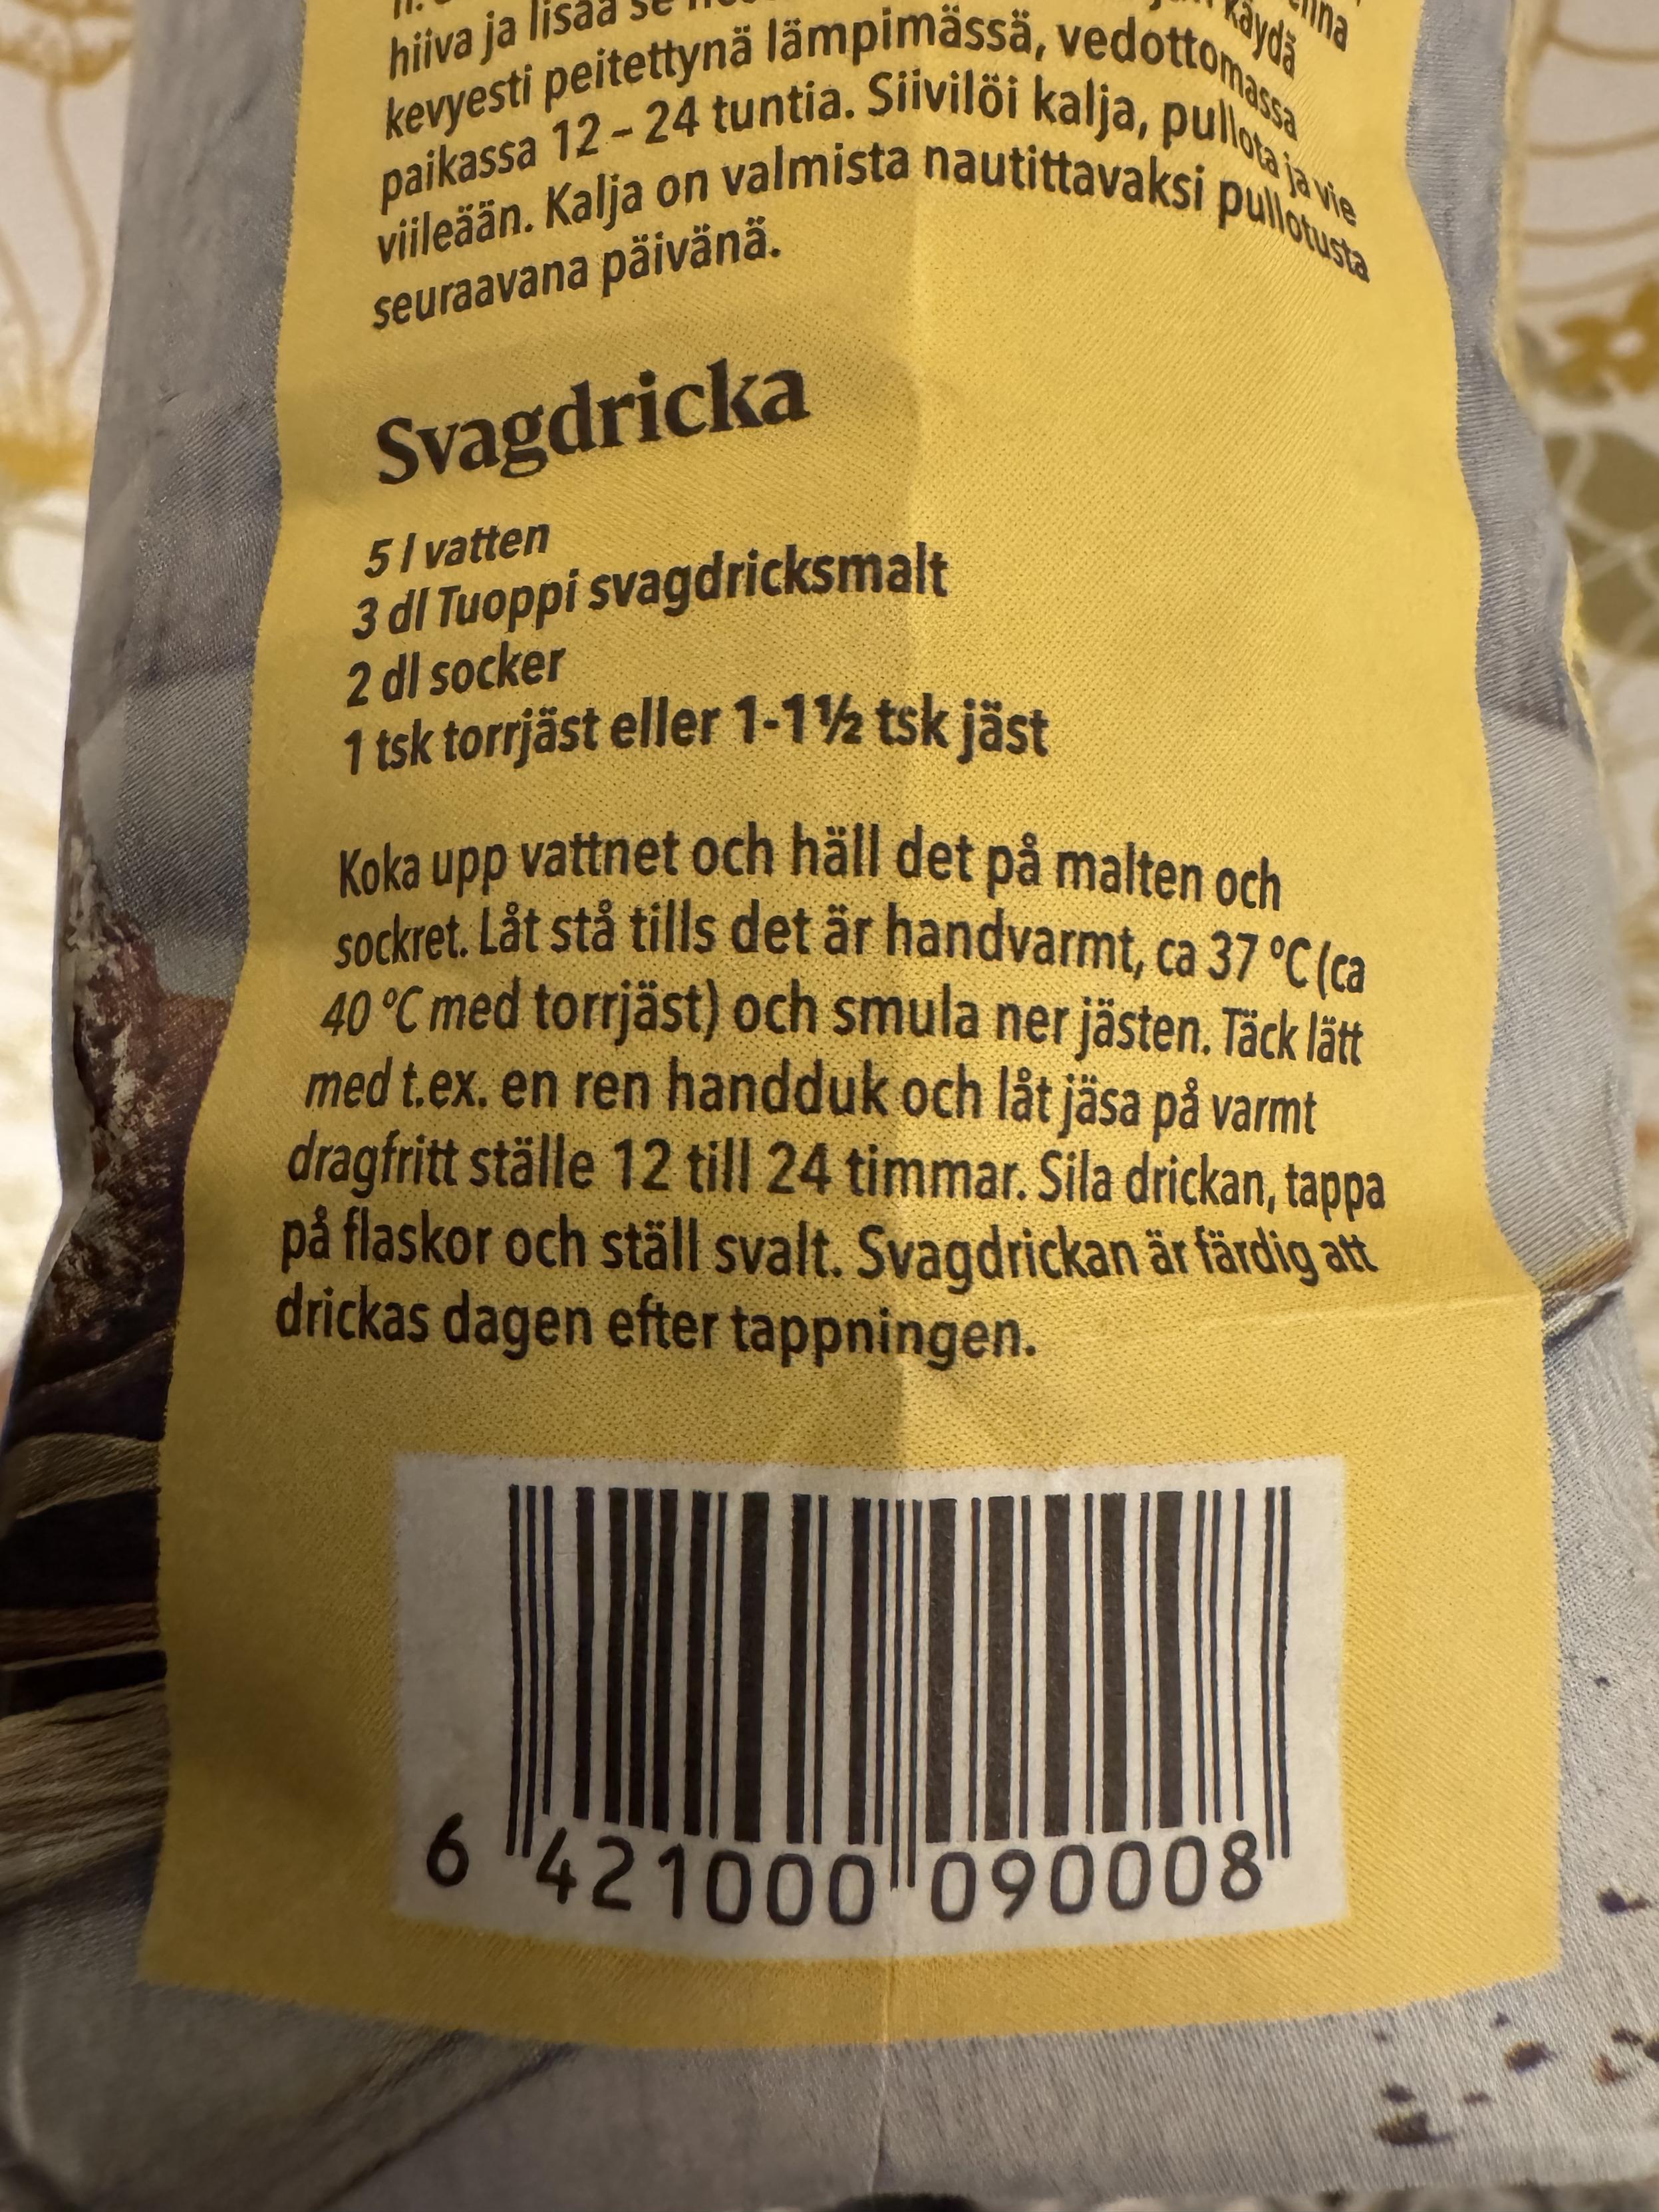 hiiva ja lisää se
käydä
kevyesti peitettynä lämpimässä, vedottomassa
paikassa 12 – 24 tuntia. Siivilöi kalja, pullota ja vie
viileään. Kalja on valmista nautittavaksi pullotusta
seuraavana päivänä.
Svagdricka
5 l vatten
3 dl Tuoppi svagdricksmalt
2 dl socker
1 tsk torrjäst eller 1-1½ tsk jäst
Koka upp vattnet och häll det på malten och
sockret. Låt stå tills det är handvarmt, ca 37 °C (ca
40 °C med torrjäst) och smula ner jästen. Täck lätt
med t.ex. en ren handduk och låt jäsa på varmt
dragfritt ställe 12 till 24 timmar. Sila drickan, tappa
på flaskor och ställ svalt. Svagdrickan är färdig att
drickas dagen efter tappningen.
6 421000 090008